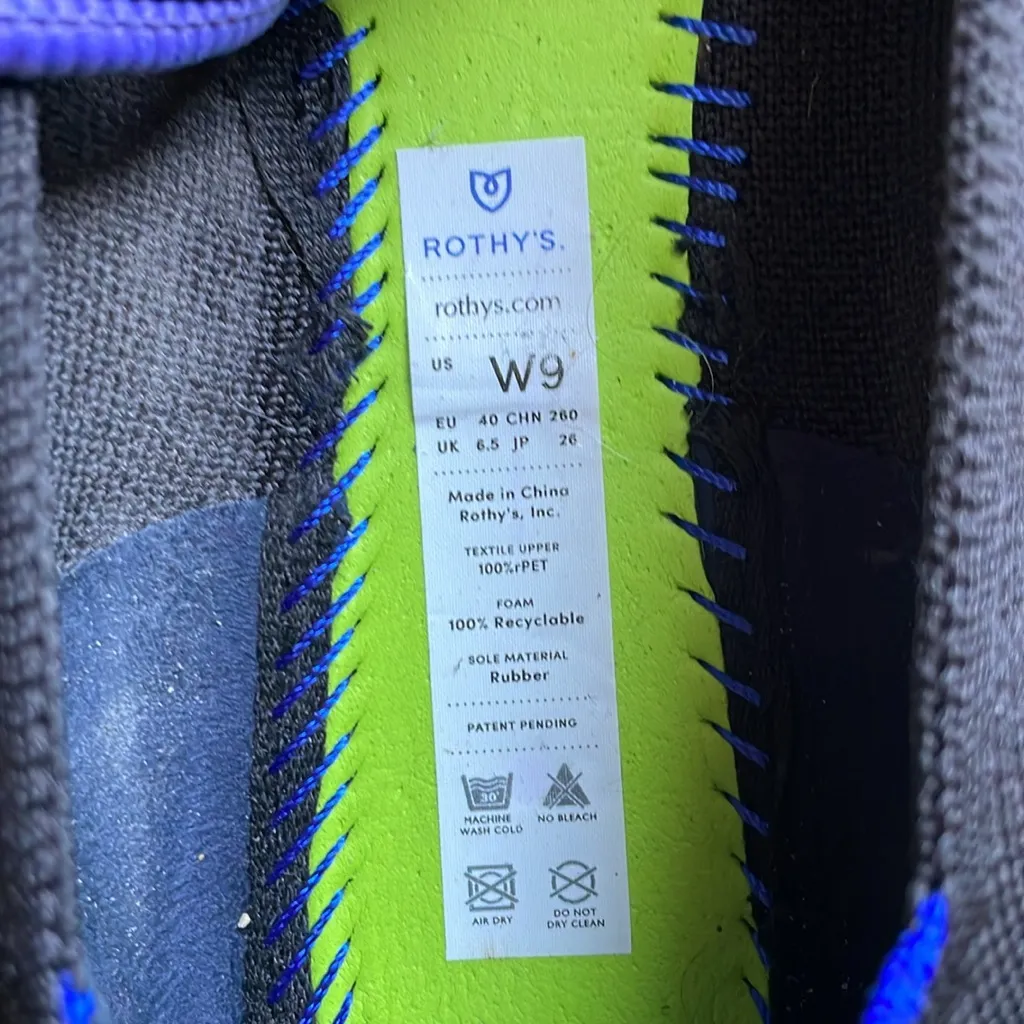 ROTHY'S.
rothys.com
US W9
EU 40 CHN 260
UK 6.5 JP 26
Made in China
Rothy's, Inc.
TEXTILE UPPER
100%rPET
FOAM
100% Recyclable
SOLE MATERIAL
Rubber
PATENT PENDING
30°
MACHINE WASH COLD
NO BLEACH
AIR DRY
DO NOT DRY CLEAN